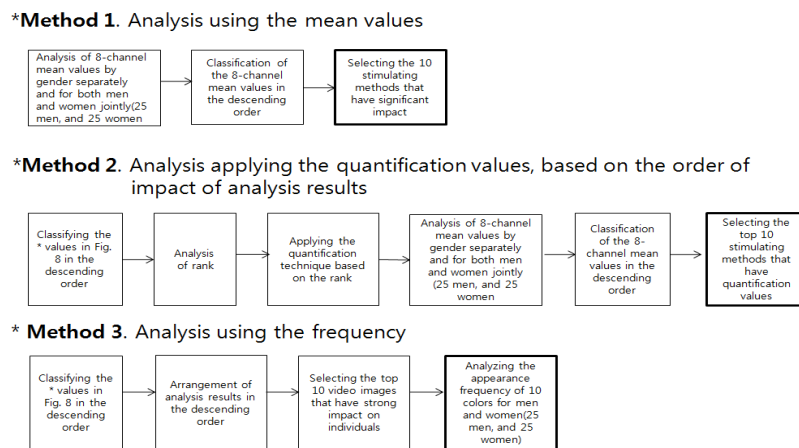 *Method 1. Analysis using the mean values
Analysis of 8-channel
mean values by
gender separately
and for both men
and women jointly(25
men, and 25 women
Classification of
the 8-channel
mean values in
the descending
order
Selecting the 10
stimulating
methods that
have significant
impact
*Method 2. Analysis applying the quantification values, based on the order of
impact of analysis results
Classifying the
* values in Fig.
8 in the
descending
order
Analysis
of rank
Applying the
quantification
technique based
on the rank
Analysis of 8-channel
mean values by
gender separately
and for both men
and women jointly
(25 men, and 25
women
Classification
of the 8-
channel mean
values in the
descending
order
Selecting the
top 10
stimulating
methods that
have
quantification
values
* Method 3. Analysis using the frequency
Classifying the
* values in
Fig. 8 in the
descending
order
Arrangement of
analysis results in
the descending
order
Selecting the top
10 video images
that have strong
impact on
individuals
Analyzing the
appearance
frequency of 10
colors for men
and women(25
men, and 25
women)